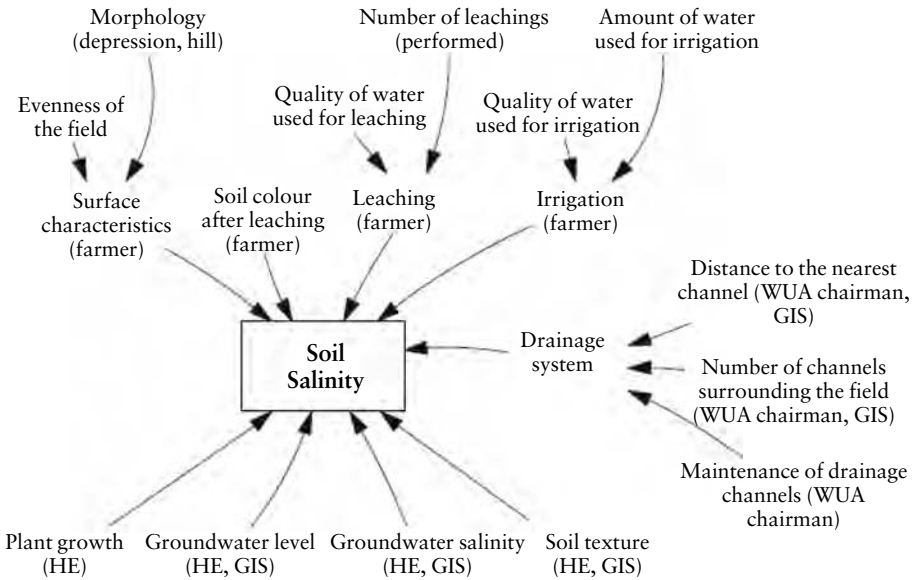 Morphology
(depression, hill)
Number of leachings
(performed)
Amount of water
used for irrigation
Evenness of
the field
Quality of water
used for leaching
Quality of water
used for irrigation
Surface
characteristics
(farmer)
Soil colour
after leaching
(farmer)
Leaching
(farmer)
Irrigation
(farmer)
Distance to the nearest
channel (WUA chairman,
GIS)
Soil
Salinity
Drainage
system
Number of channels
surrounding the field
(WUA chairman, GIS)
Maintenance of drainage
channels (WUA
chairman)
Plant growth
(HE)
Groundwater level
(HE, GIS)
Groundwater salinity
(HE, GIS)
Soil texture
(HE, GIS)